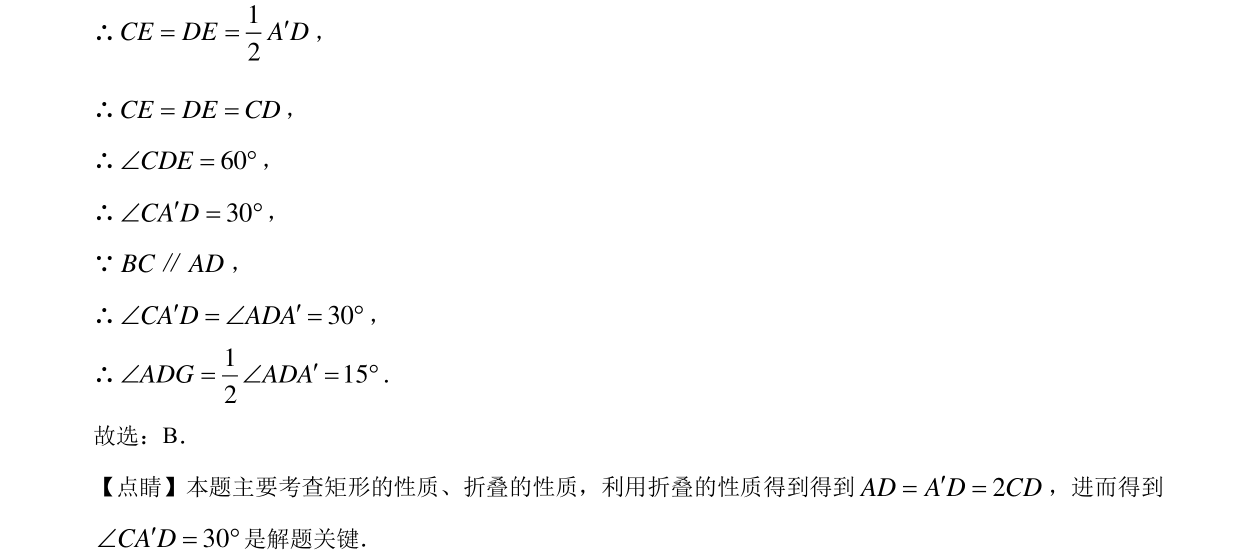 ∴ CE = DE = 1/2 A′D，
∴ CE = DE = CD，
∴ ∠CDE = 60°，
∴ ∠CA′D = 30°，
∵ BC ∥ AD，
∴ ∠CA′D = ∠ADA′ = 30°，
∴ ∠ADG = 1/2 ∠ADA′ = 15°．
故选：B．
【点睛】本题主要考查矩形的性质、折叠的性质，利用折叠的性质得到得到 AD = A′D = 2CD，进而得到
∠CA′D = 30° 是解题关键．